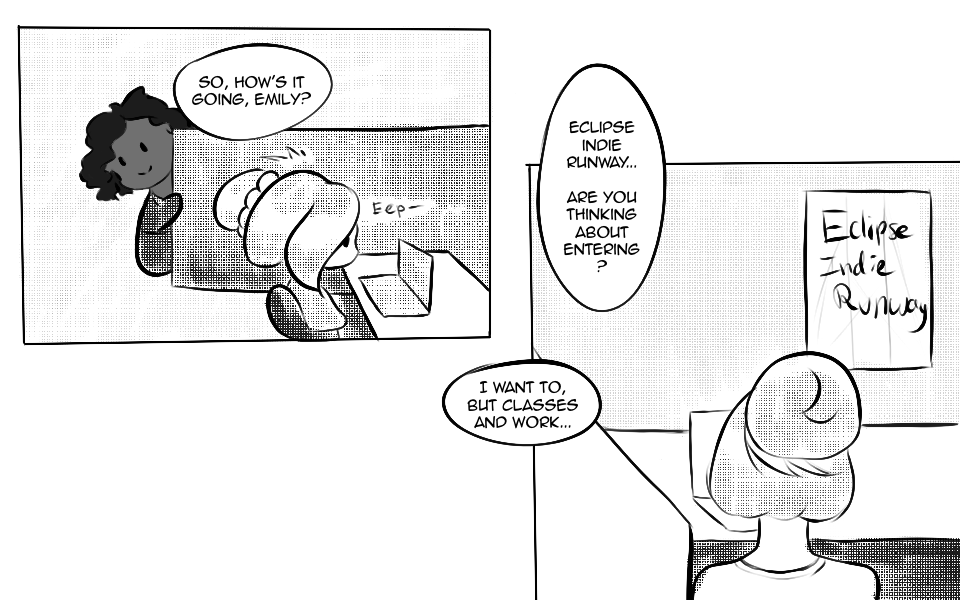 SO, HOW'S IT
GOING, EMILY?
Eep—
ECLIPSE
INDIE
RUNWAY...
ARE YOU
THINKING
ABOUT
ENTERING
?
Eclipse
Indie
Runway
I WANT TO,
BUT CLASSES
AND WORK...